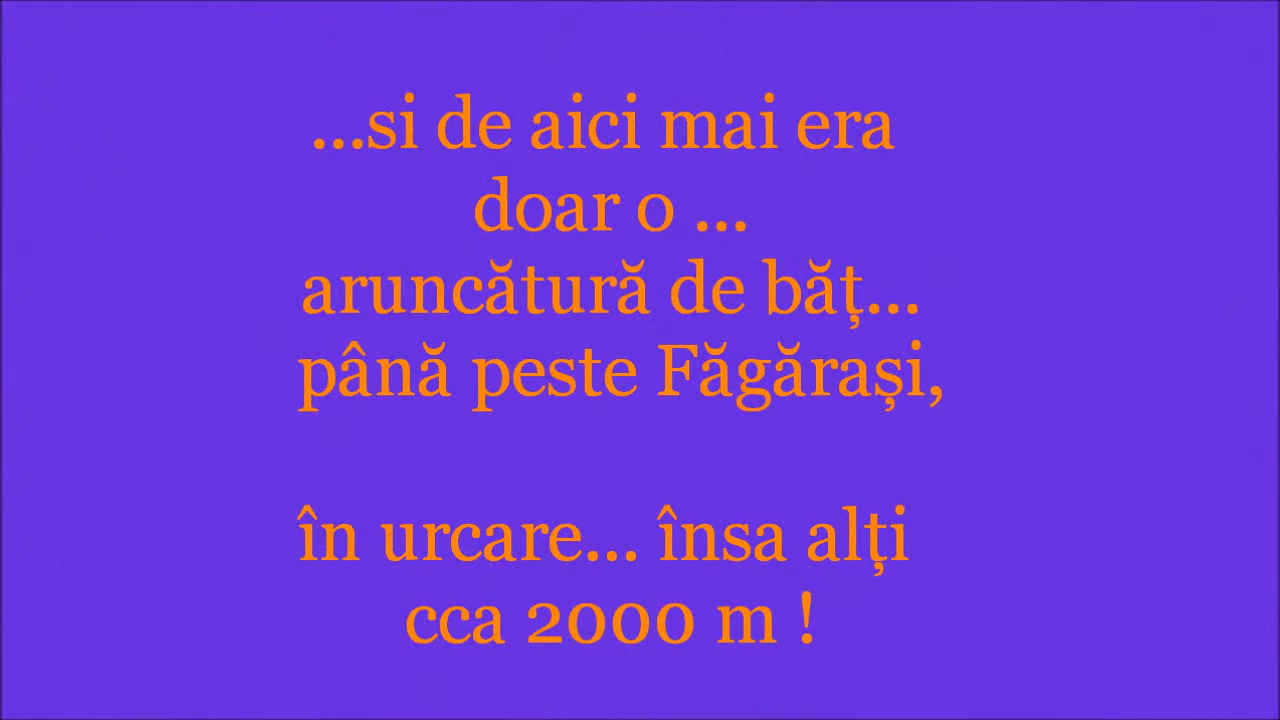 ...si de aici mai era
doar o ...
aruncătură de băț...
până peste Făgărași,
în urcare... însa alți
cca 2000 m !